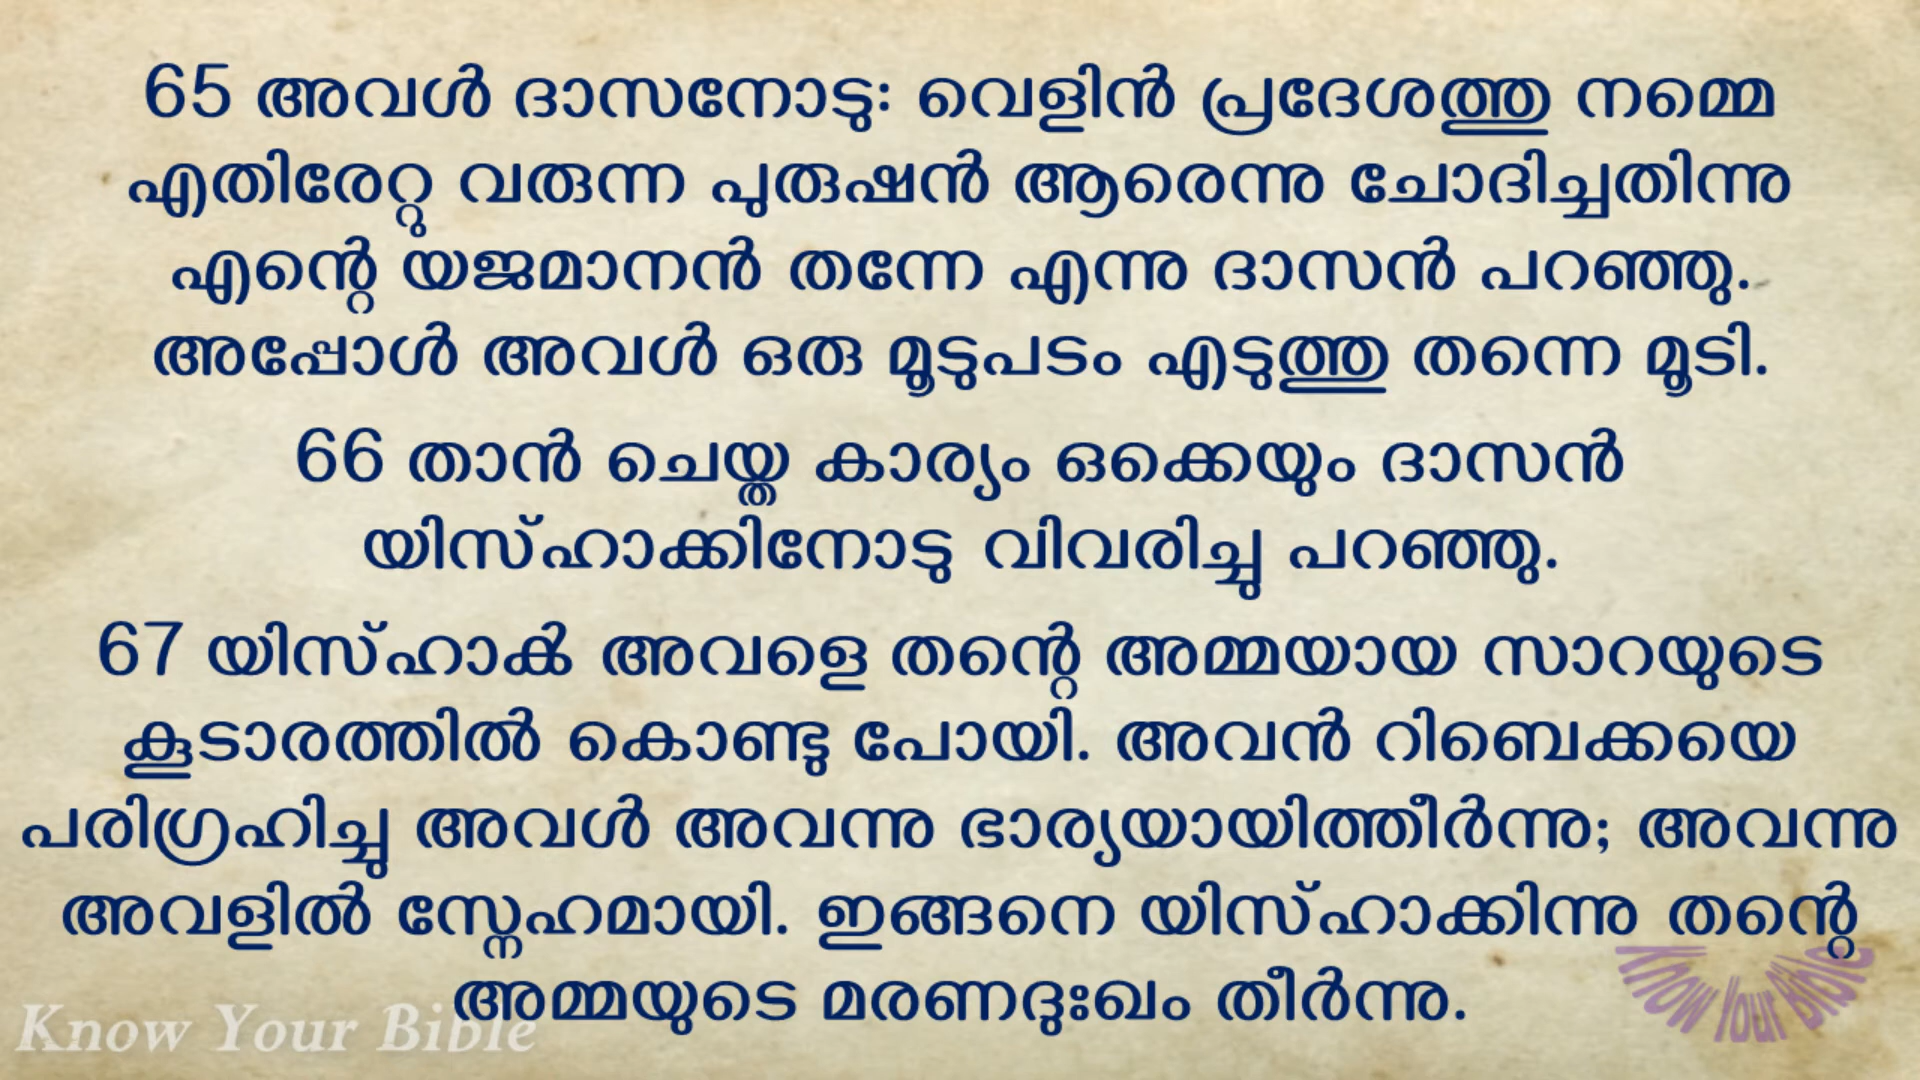 65 അവൾ ദാസനോടു: വെളിൻ പ്രദേശത്തു നമ്മെ
എതിരേറ്റു വരുന്ന പുരുഷൻ ആരെന്നു ചോദിച്ചതിന്നു
എന്റെ യജമാനൻ തന്നേ എന്നു ദാസൻ പറഞ്ഞു.
അപ്പോൾ അവൾ ഒരു മൂടുപടം എടുത്തു തന്നെ മൂടി.
66 താൻ ചെയ്ത കാര്യം ഒക്കെയും ദാസൻ
യിസ്ഹാക്കിനോടു വിവരിച്ചു പറഞ്ഞു.
67 യിസ്ഹാൿ അവളെ തന്റെ അമ്മയായ സാറയുടെ
കൂടാരത്തിൽ കൊണ്ടു പോയി. അവൻ റിബെക്കയെ
പരിഗ്രഹിച്ചു അവൾ അവന്നു ഭാര്യയായിത്തീർന്നു; അവന്നു
അവളിൽ സ്നേഹമായി. ഇങ്ങനെ യിസ്ഹാക്കിന്നു തന്റെ
അമ്മയുടെ മരണദുഃഖം തീർന്നു.
Know Your Bible
Know Your Bible